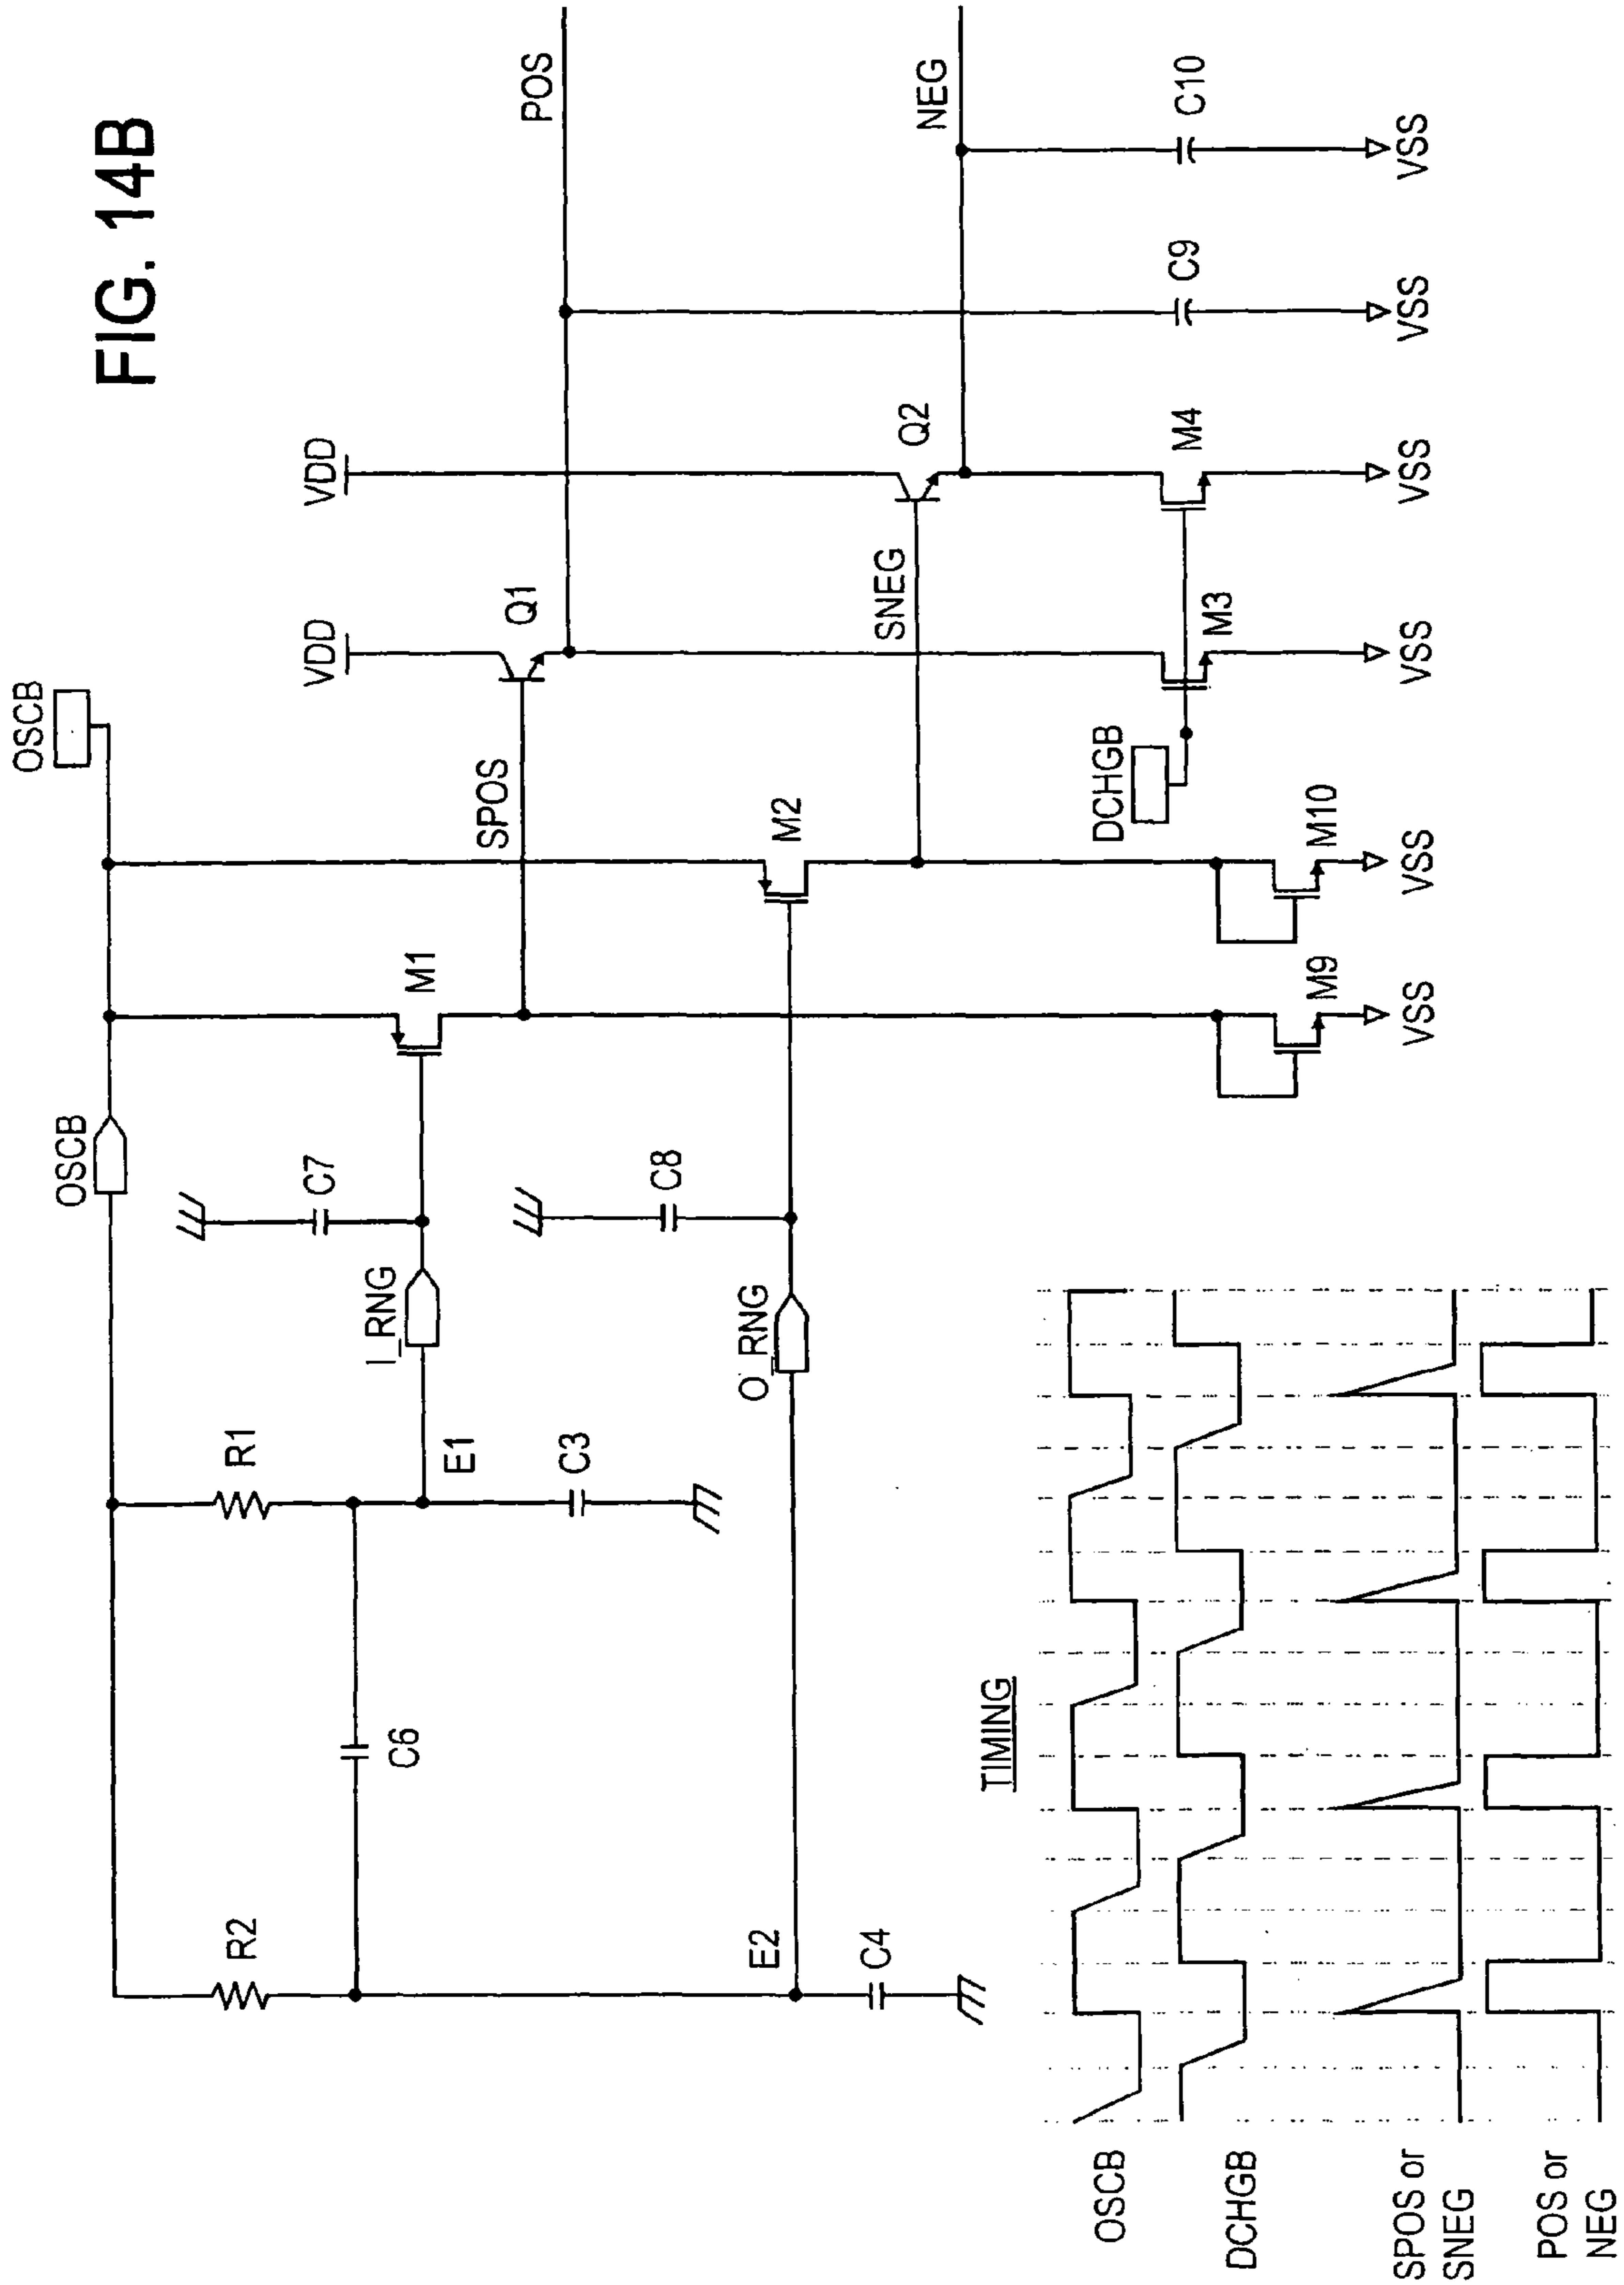 FIG. 14B
OSCB
OSCB
R2
R1
C6
E1
C3
I_RNG
C7
M1
SPOS
VDD
Q1
VDD
POS
E2
C4
O_RNG
C8
M2
SNEG
Q2
NEG
DCHGB
M9
M10
M3
M4
C9
C10
VSS
VSS
VSS
VSS
VSS
VSS
TIMING
OSCB
DCHGB
SPOS or
SNEG
POS or
NEG